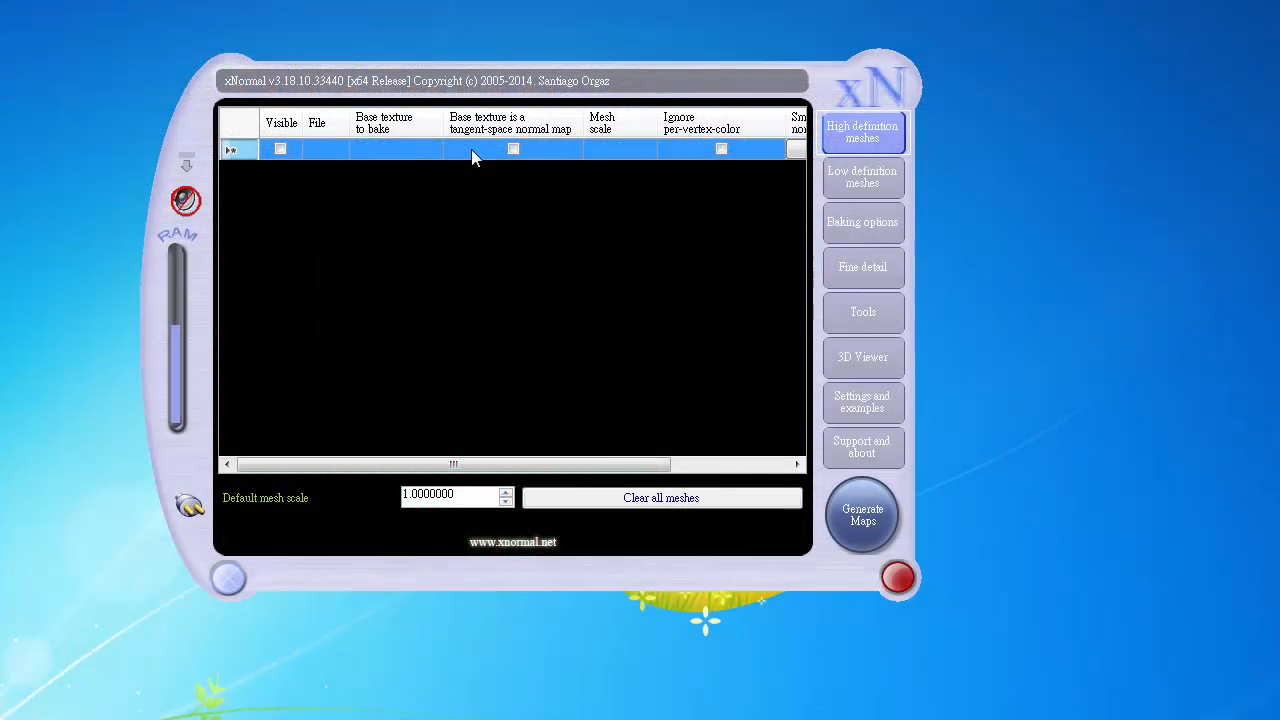 xNormal v3.18.10.33440 [x64 Release] Copyright (c) 2005-2014. Santiago Orgaz
xN
Visible
File
Base texture
to bake
Base texture is a
tangent-space normal map
Mesh
scale
Ignore
per-vertex-color
High definition
meshes
Low definition
meshes
Baking options
RAM
Fine detail
Tools
3D Viewer
Settings and
examples
Support and
about
Default mesh scale
1.0000000
Clear all meshes
Generate
Maps
www.xnormal.net